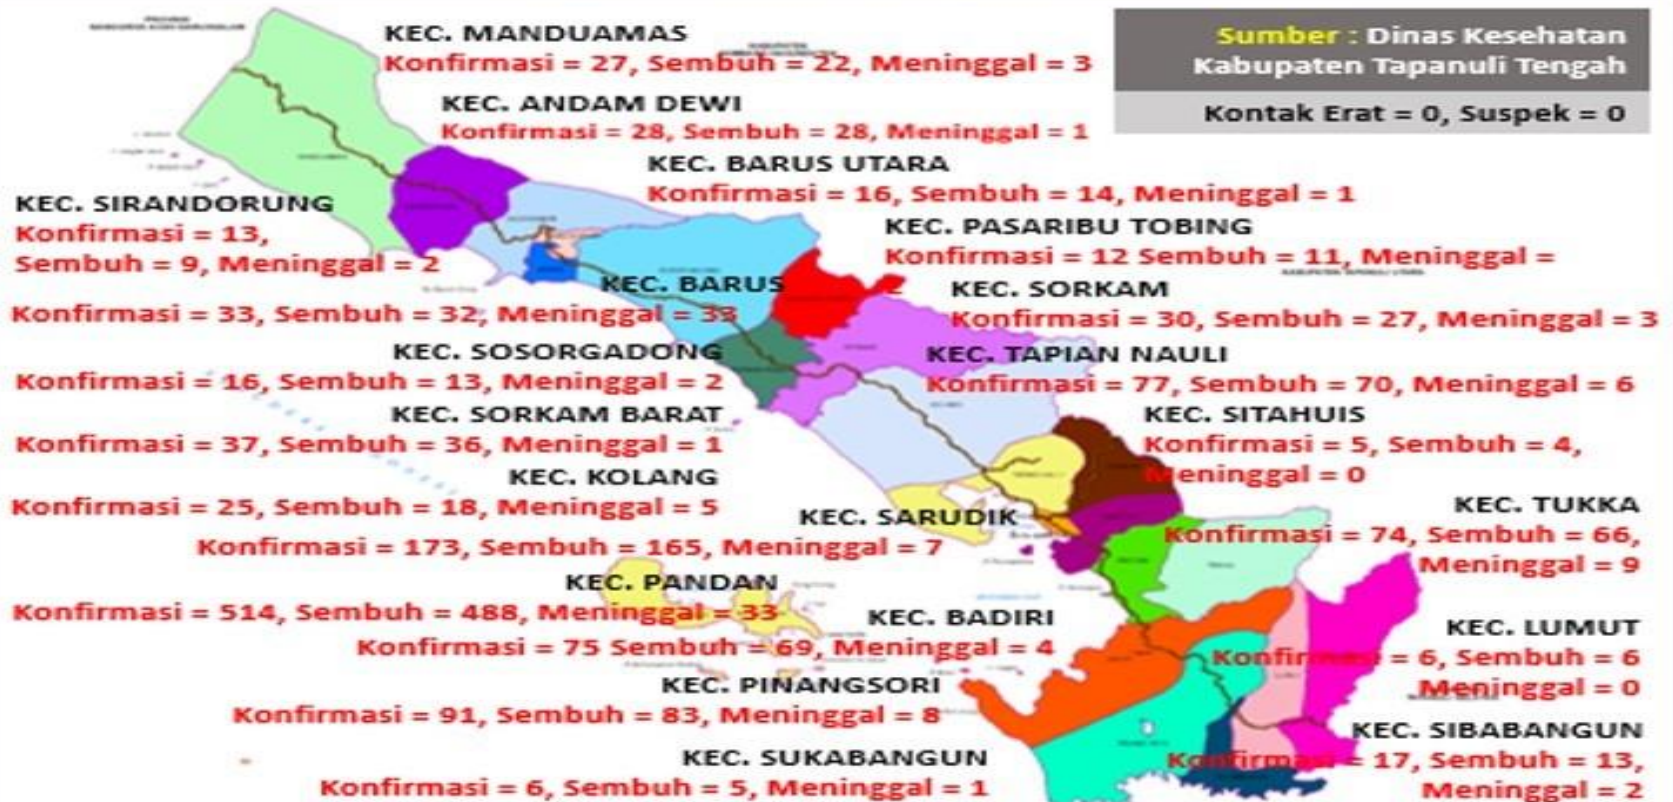 KEC. MANDUAMAS
Konfirmasi = 27, Sembuh = 22, Meninggal = 3
Sumber : Dinas Kesehatan
Kabupaten Tapanuli Tengah
Kontak Erat = 0, Suspek = 0
KEC. ANDAM DEWI
Konfirmasi = 28, Sembuh = 28, Meninggal = 1
KEC. BARUS UTARA
Konfirmasi = 16, Sembuh = 14, Meninggal = 1
KEC. SIRANDORUNG
Konfirmasi = 13,
Sembuh = 9, Meninggal = 2
KEC. PASARIBU TOBING
Konfirmasi = 12 Sembuh = 11, Meninggal =
2
KEC. BARUS
Konfirmasi = 33, Sembuh = 32, Meninggal = 33
KEC. SORKAM
Konfirmasi = 30, Sembuh = 27, Meninggal = 3
KEC. SOSORGADONG
Konfirmasi = 16, Sembuh = 13, Meninggal = 2
KEC. TAPIAN NAULI
Konfirmasi = 77, Sembuh = 70, Meninggal = 6
KEC. SORKAM BARAT
Konfirmasi = 37, Sembuh = 36, Meninggal = 1
KEC. SITAHUIS
Konfirmasi = 5, Sembuh = 4,
Meninggal = 0
KEC. KOLANG
Konfirmasi = 25, Sembuh = 18, Meninggal = 5
KEC. SARUDIK
Konfirmasi = 173, Sembuh = 165, Meninggal = 7
KEC. TUKKA
Konfirmasi = 74, Sembuh = 66,
Meninggal = 9
KEC. PANDAN
Konfirmasi = 514, Sembuh = 488, Meninggal = 33
KEC. BADIRI
Konfirmasi = 75 Sembuh = 69, Meninggal = 4
KEC. LUMUT
Konfirmasi = 6, Sembuh = 6
Meninggal = 0
KEC. PINANGSORI
Konfirmasi = 91, Sembuh = 83, Meninggal = 8
KEC. SIBABANGUN
Konfirmasi = 17, Sembuh = 13,
Meninggal = 2
KEC. SUKABANGUN
Konfirmasi = 6, Sembuh = 5, Meninggal = 1